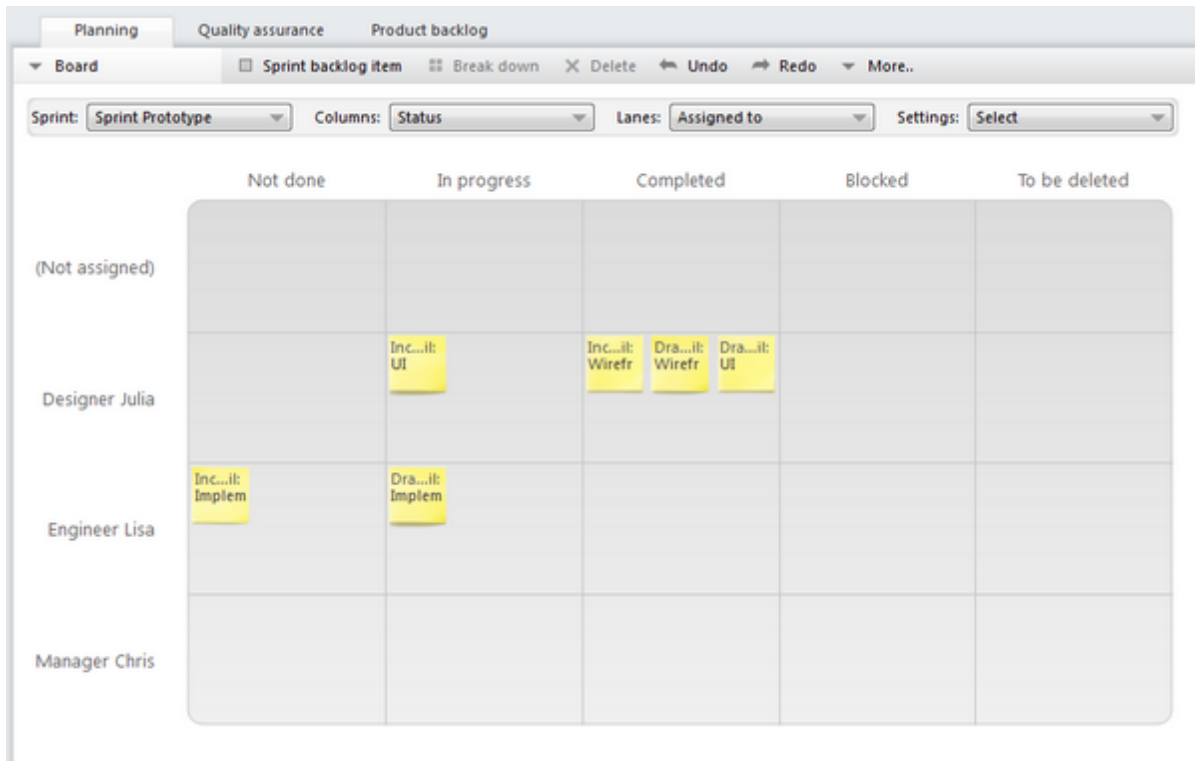 Planning Quality assurance Product backlog
Board Sprint backlog item Break down Delete Undo Redo More..
Sprint: Sprint Prototype Columns: Status Lanes: Assigned to Settings: Select
Not done In progress Completed Blocked To be deleted
(Not assigned)
Inc...il: Inc...il: Dra...il: Dra...il:
UI Wirefr Wirefr UI
Designer Julia
Inc...il: Dra...il:
Implem Implem
Engineer Lisa
Manager Chris